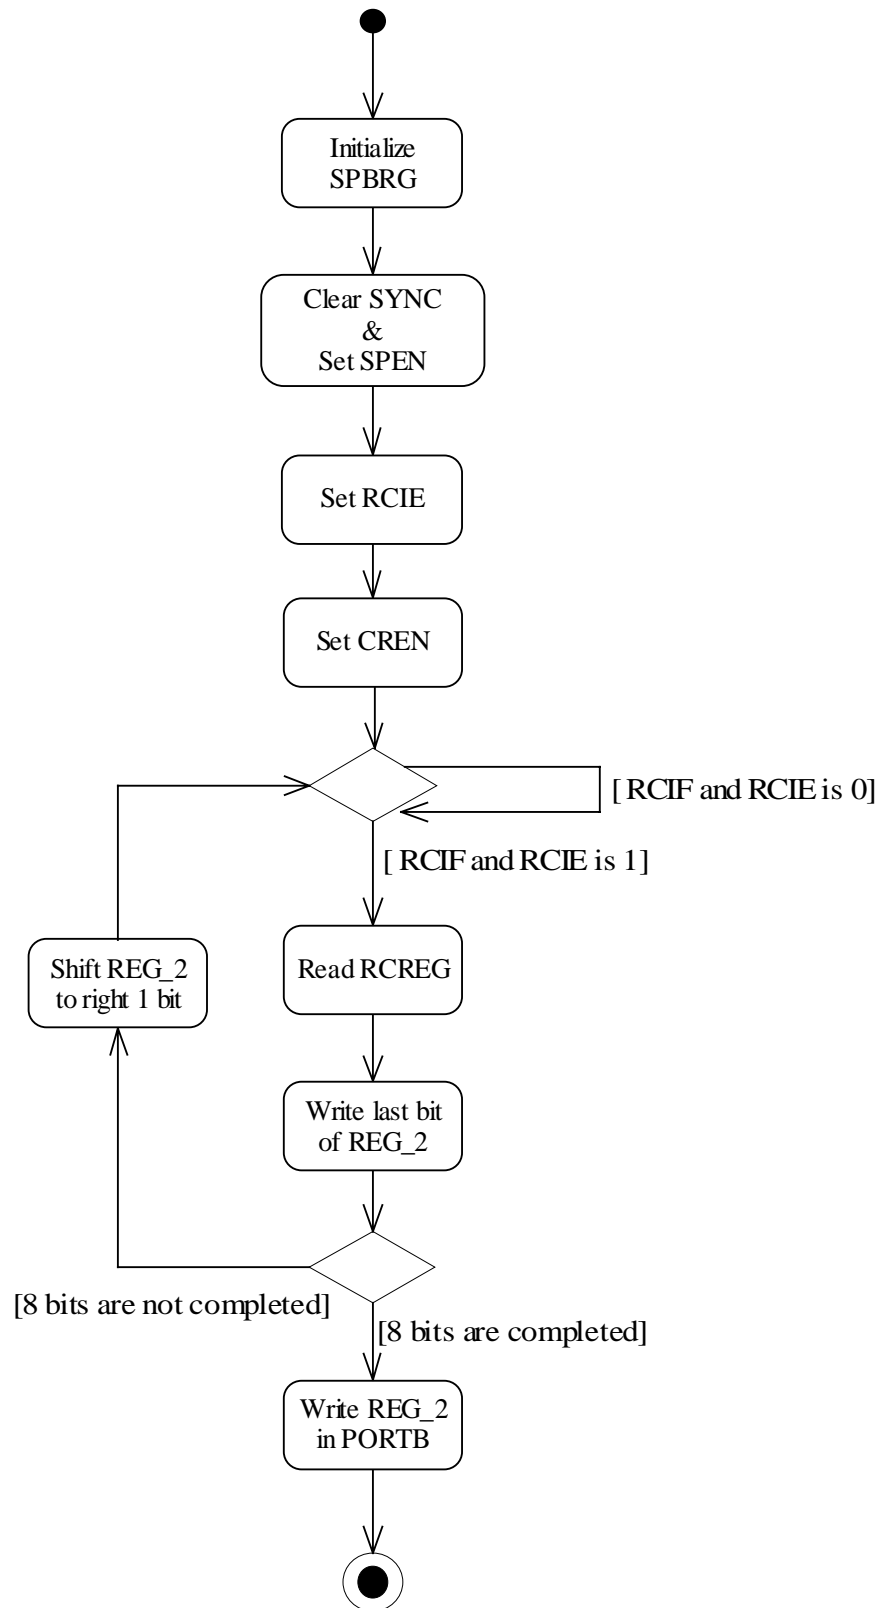 Initialize
SPBRG
Clear SYNC
&
Set SPEN
Set RCIE
Set CREN
[ RCIF and RCIE is 0]
[ RCIF and RCIE is 1]
Shift REG_2
to right 1 bit
Read RCREG
Write last bit
of REG_2
[8 bits are not completed]
[8 bits are completed]
Write REG_2
in PORTB